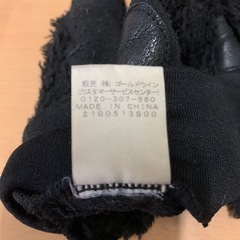 販売 (株) ゴールドウイン
(カスタマーサービスセンター)
0120-307-560
MADE IN CHINA
2100513800